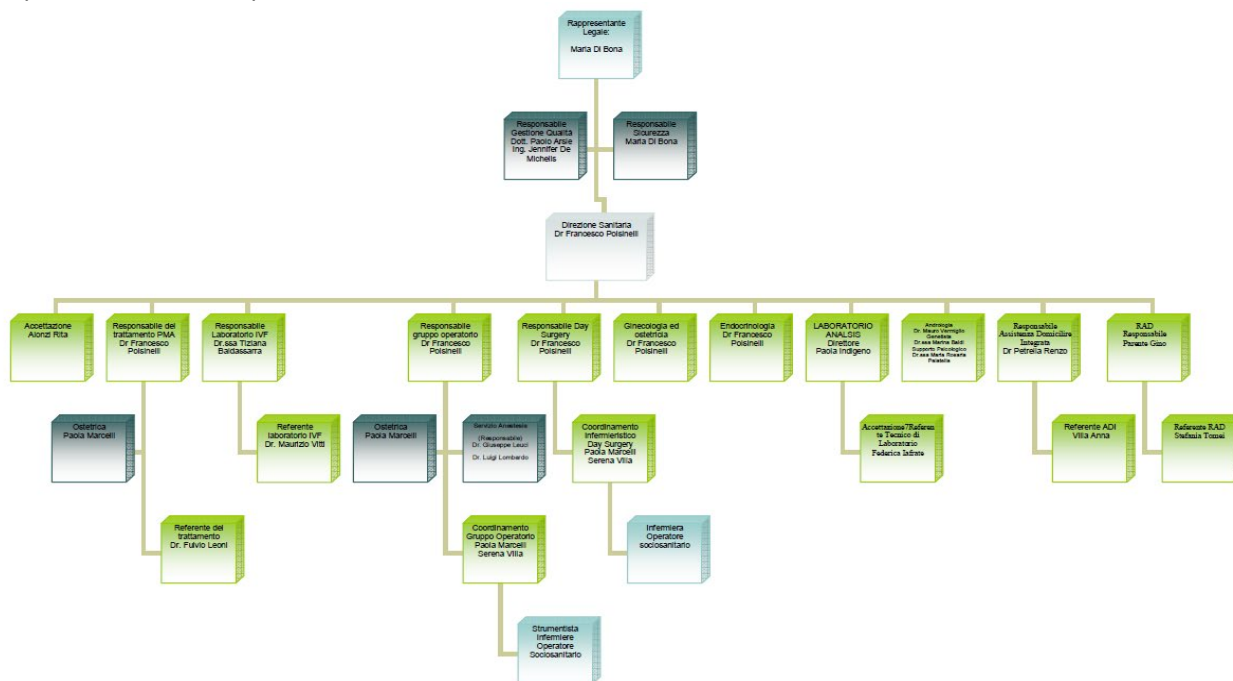 Rappresentante
Legale:
Maria Di Bona
Responsabile
Gestione Qualità
Dott. Paolo Arsie
Ing. Jennifer De
Michelis
Responsabile
Sicurezza
Maria Di Bona
Direzione Sanitaria
Dr Francesco Polsinelli
Accettazione
Alonzi Rita
Responsabile del
trattamento PMA
Dr Francesco
Polsinelli
Responsabile
Laboratorio IVF
Dr.ssa Tiziana
Baldassarra
Responsabile
gruppo operatorio
Dr Francesco
Polsinelli
Responsabile Day
Surgery
Dr Francesco
Polsinelli
Ginecologia ed
ostetricia
Dr Francesco
Polsinelli
Endocrinologia
Dr Francesco
Polsinelli
LABORATORIO
ANALSIS
Direttore
Paola Indigeno
Andrologia
Dr. Mauro Vermiglio
Genetista
Dr.ssa Marina Baldi
Supporto Psicologico
Dr.ssa Maria Rosaria
Responsabile
Assistenza Domicilire
Integrata
Dr Petrella Renzo
RAD
Responsabile
Parente Gino
Ostetrica
Paola Marcelli
Referente
laboratorio IVF
Dr. Maurizio Vitti
Ostetrica
Paola Marcelli
Servizio Anestesia
(Responsabile)
Dr. Giuseppe Leuci
Dr. Luigi Lombardo
Coordinamento
Infermieristico
Day Surgery
Paola Marcelli
Serena Villa
Accettazione7Referen
te Tecnico di
Laboratorio
Federica Iafrate
Referente ADI
Villa Anna
Referente RAD
Stefania Tomei
Referente del
trattamento
Dr. Fulvio Leoni
Coordinamento
Gruppo Operatorio
Paola Marcelli
Serena Villa
Infermiera
Operatore
sociosanitario
Strumentista
Infermiere
Operatore
Sociosanitario